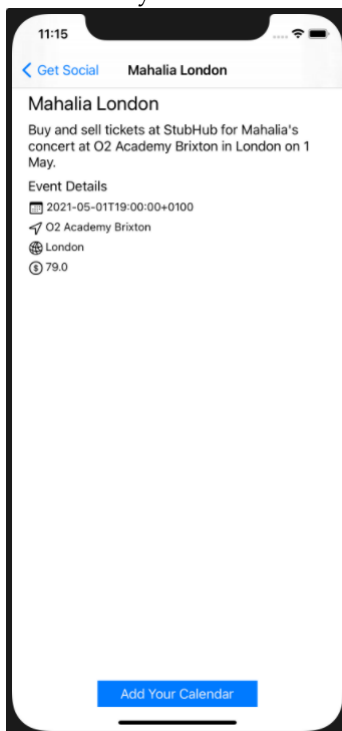 11:15
Get Social
Mahalia London
Mahalia London
Buy and sell tickets at StubHub for Mahalia's
concert at O2 Academy Brixton in London on 1
May.
Event Details
2021-05-01T19:00:00+0100
O2 Academy Brixton
London
79.0
Add Your Calendar